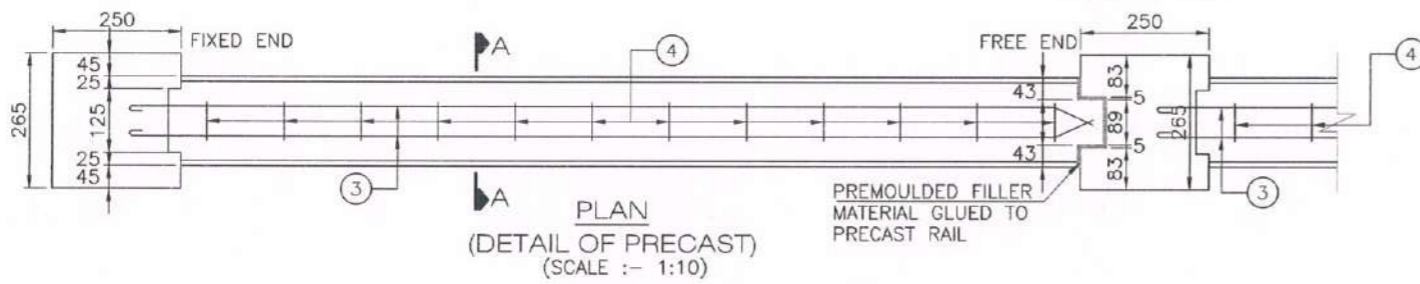 250
FIXED END
A
4
FREE END
250
45
25
125
25
45
265
43
43
83
5
89
5
83
265
4
3
3
A
PLAN
(DETAIL OF PRECAST)
(SCALE :- 1:10)
PREMOULDED FILLER
MATERIAL GLUED TO
PRECAST RAIL